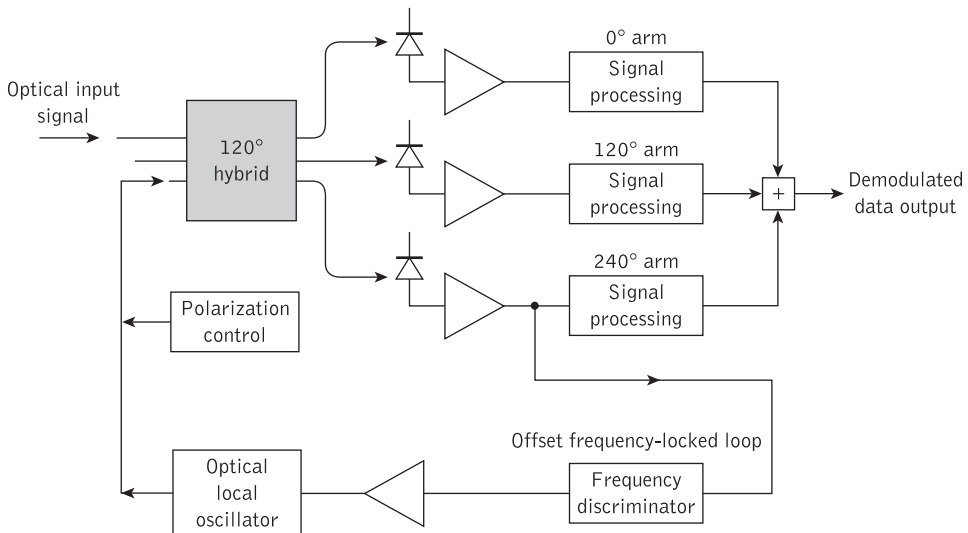 0° arm
Signal
processing
Optical input
signal
120°
hybrid
120° arm
Signal
processing
+
Demodulated
data output
240° arm
Signal
processing
Polarization
control
Offset frequency-locked loop
Optical
local
oscillator
Frequency
discriminator